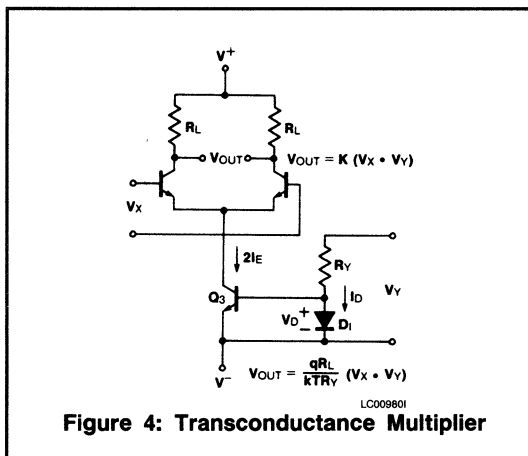 V+
RL
RL
VOUT
VOUT = K (VX • VY)
VX
2IE
RY
ID
VY
Q3
VD
+
−
DI
V−
VOUT = qRL/kTRY (VX • VY)
LC00980I
Figure 4: Transconductance Multiplier